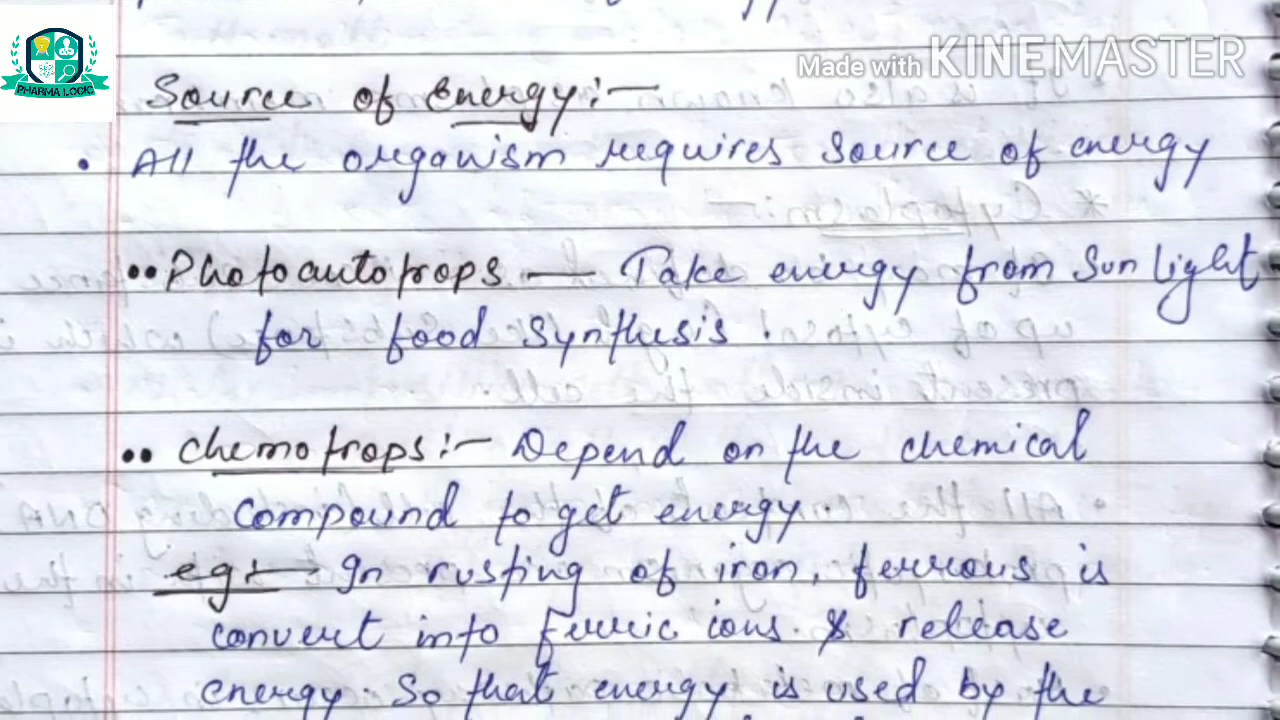 Made with KINEMASTER
PHARMA LOGIC
Source of Energy:-
• All the organism requires source of energy
•• Photoautotrops — Take energy from sun light
for food synthesis.
•• Chemotrops:- Depend on the chemical
compound to get energy.
eg:- In rusting of iron, ferrous is
convert into ferric ions & release
energy. So that energy is used by the